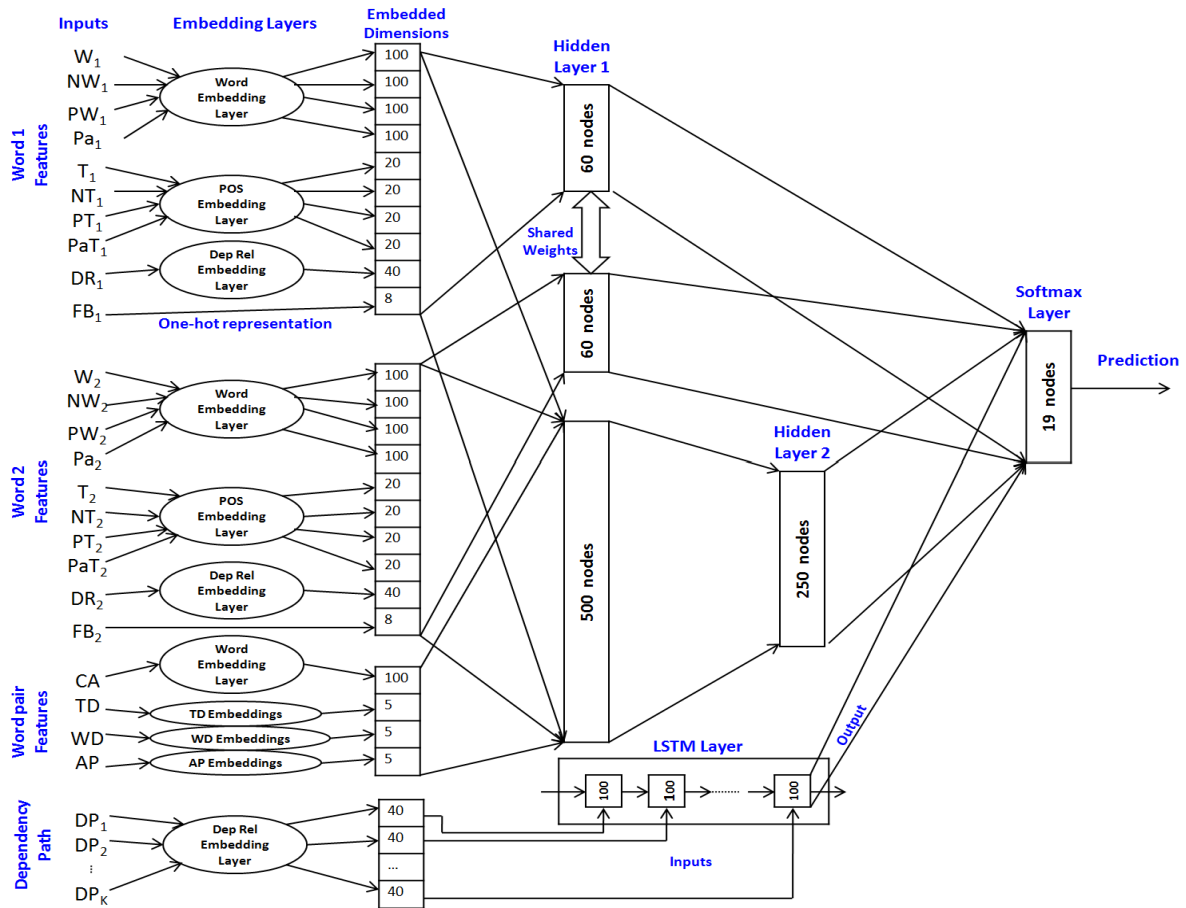 Inputs
Embedding Layers
Embedded
Dimensions
Word 1
Features
W1
NW1
PW1
Pa1
Word
Embedding
Layer
100
100
100
100
T1
NT1
PT1
PaT1
POS
Embedding
Layer
20
20
20
20
DR1
Dep Rel
Embedding
Layer
40
FB1
8
One-hot representation
Word 2
Features
W2
NW2
PW2
Pa2
Word
Embedding
Layer
100
100
100
100
T2
NT2
PT2
PaT2
POS
Embedding
Layer
20
20
20
20
DR2
Dep Rel
Embedding
Layer
40
FB2
8
Word pair
Features
CA
Word
Embedding
Layer
100
TD
TD Embeddings
5
WD
WD Embeddings
5
AP
AP Embeddings
5
Dependency
Path
DP1
DP2
⋮
DPK
Dep Rel
Embedding
Layer
40
40
...
40
Hidden
Layer 1
60 nodes
Shared
Weights
60 nodes
500 nodes
Hidden
Layer 2
250 nodes
LSTM Layer
100
100
........
100
Inputs
Output
Softmax
Layer
19 nodes
Prediction